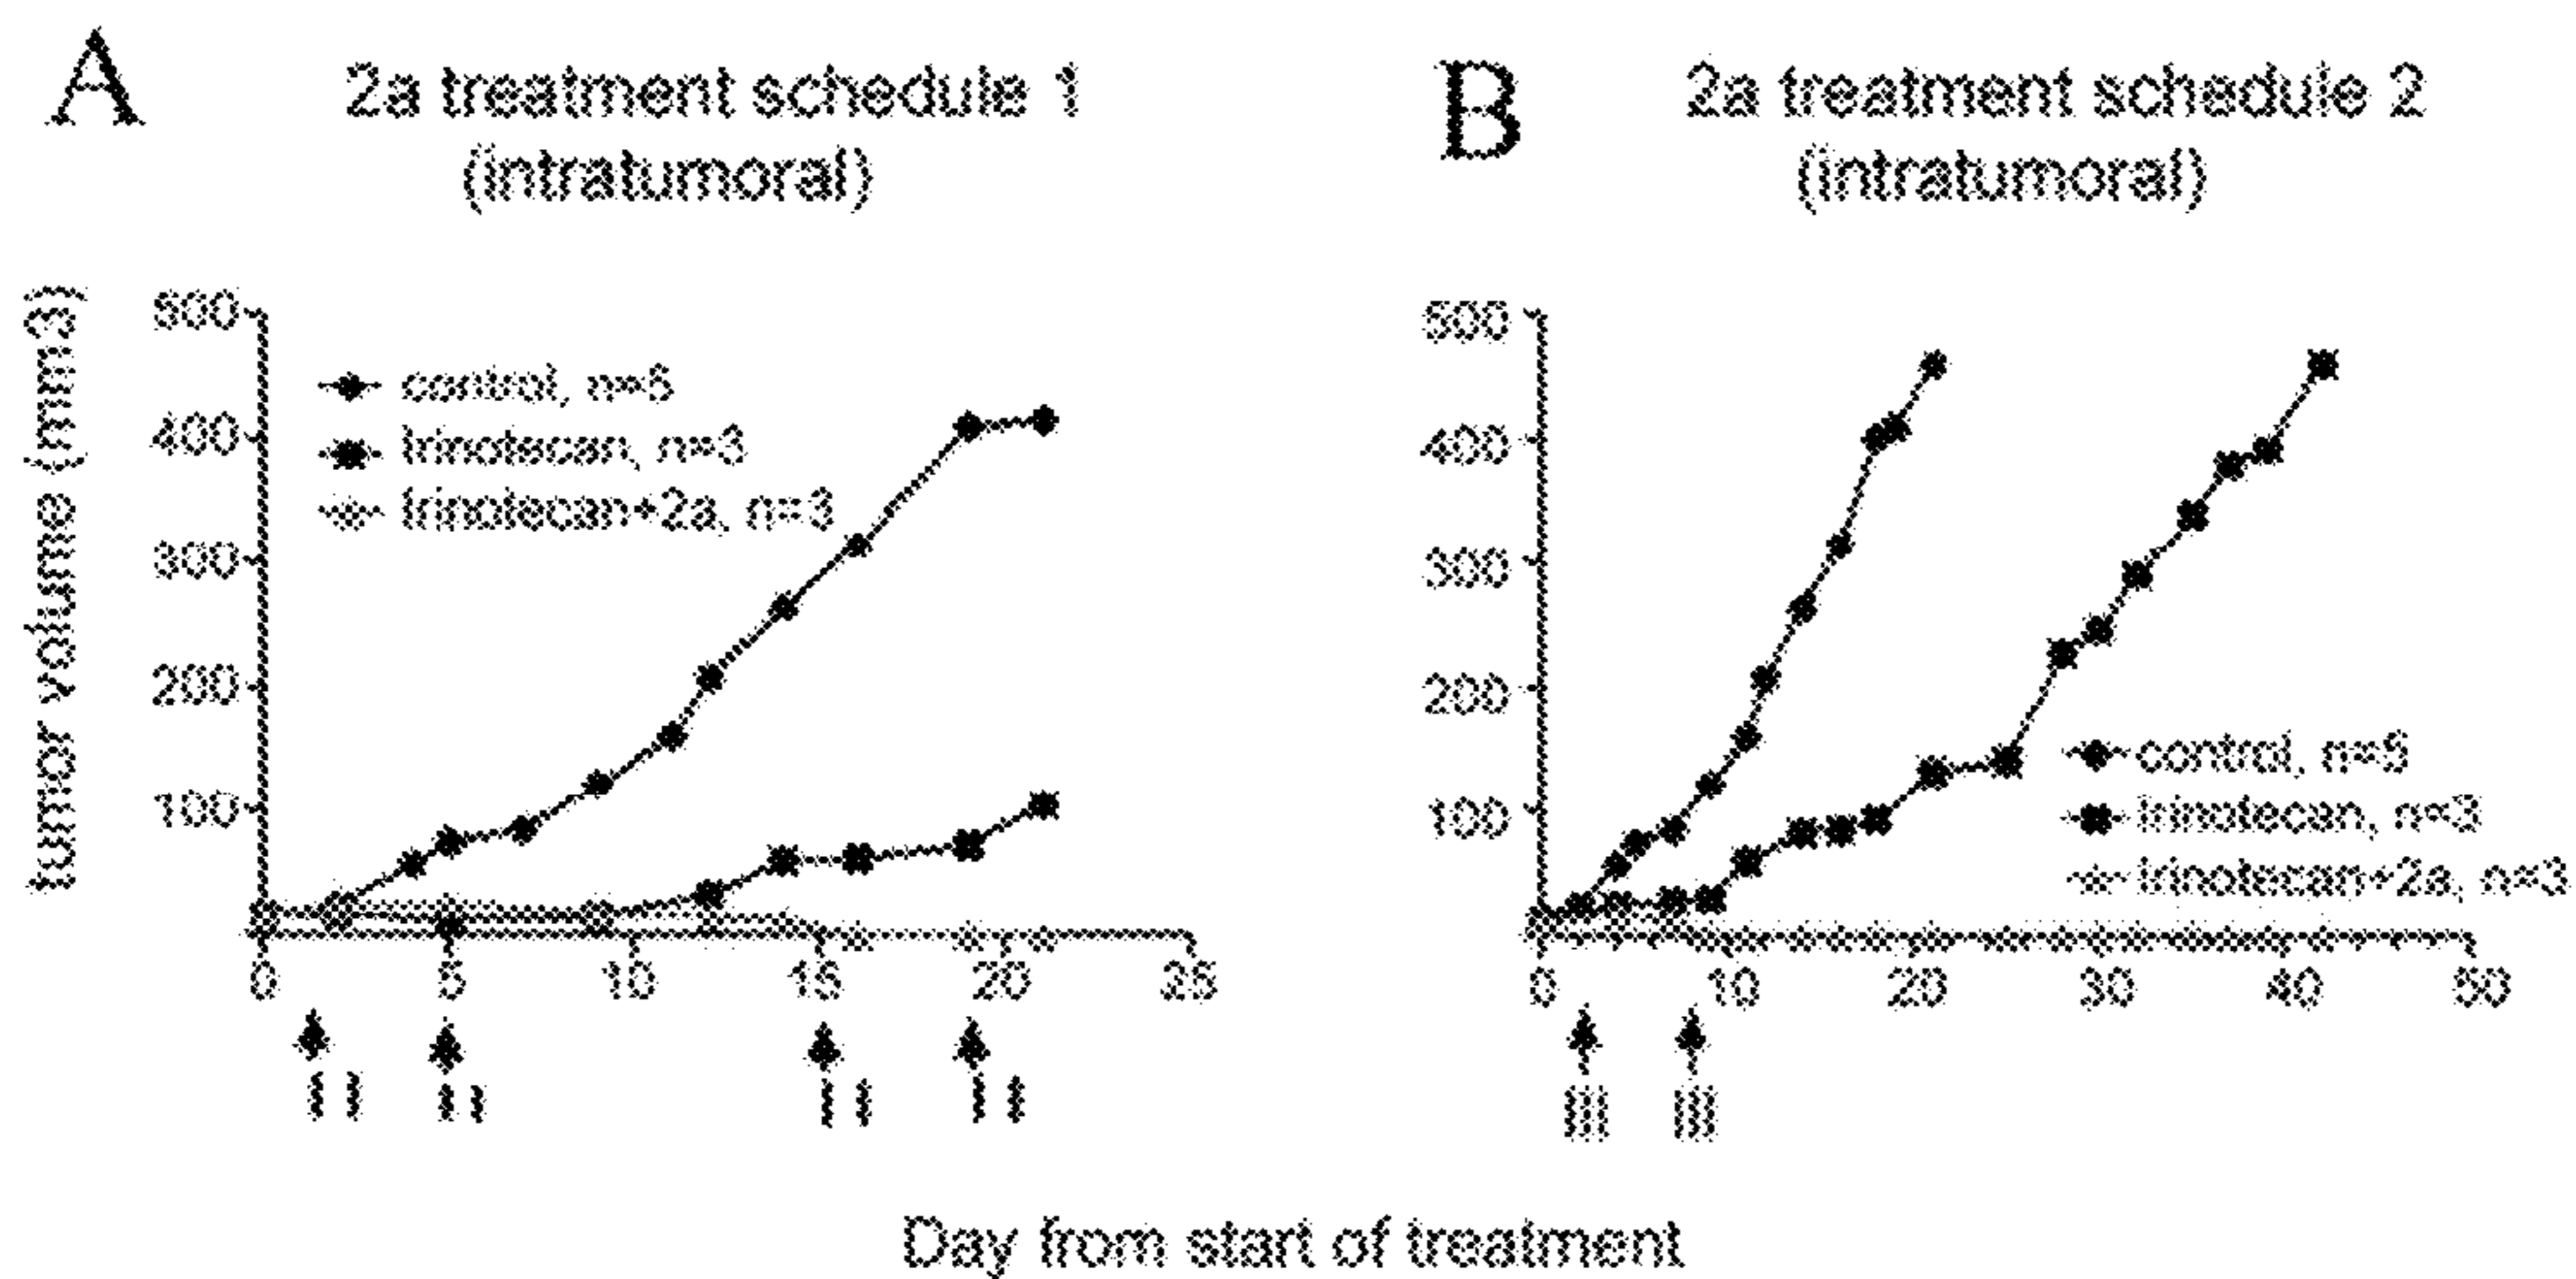 A
2a treatment schedule 1
(intratumoral)
B
2a treatment schedule 2
(intratumoral)
tumor volume (mm3)
500
400
300
200
100
control, n=5
Irinotecan, n=3
Irinotecan+2a, n=3
0 5 10 15 20 25
500
400
300
200
100
control, n=5
Irinotecan, n=3
Irinotecan+2a, n=3
0 10 20 30 40 50
Day from start of treatment